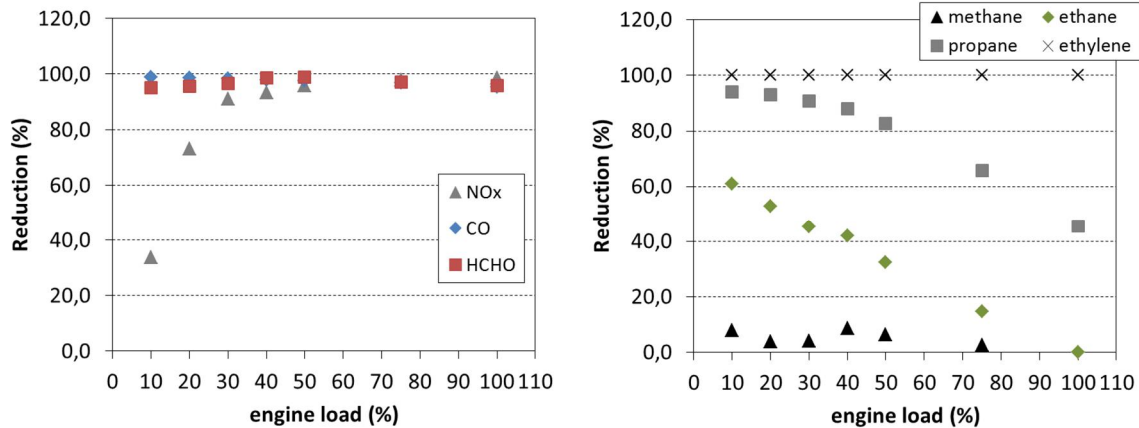 120,0
100,0
80,0
60,0
40,0
20,0
0,0
Reduction (%)
NOx
CO
HCHO
0 10 20 30 40 50 60 70 80 90 100 110
engine load (%)
methane ethane
propane ethylene
120,0
100,0
80,0
60,0
40,0
20,0
0,0
Reduction (%)
0 10 20 30 40 50 60 70 80 90 100 110
engine load (%)